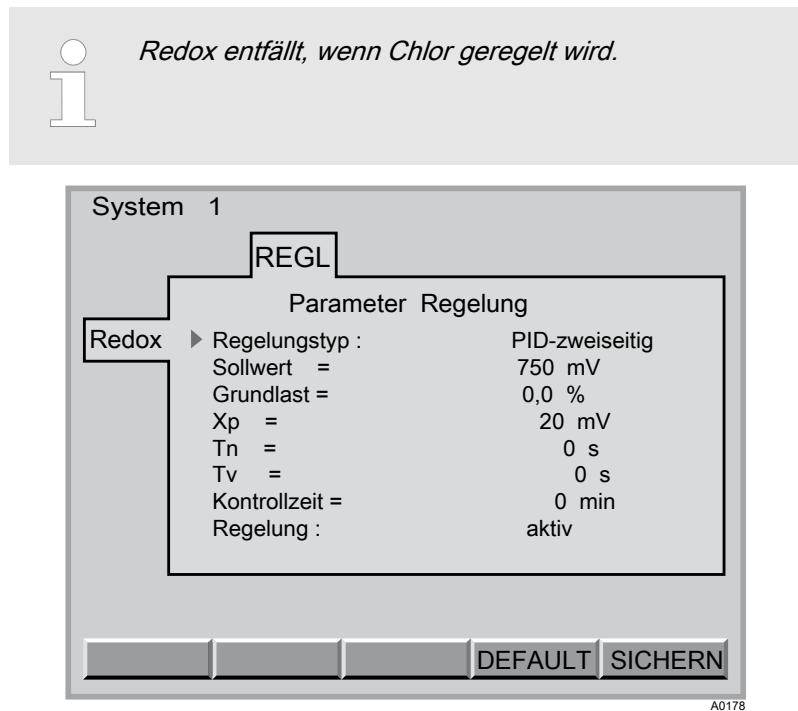 Redox entfällt, wenn Chlor geregelt wird.
System 1
REGL
Parameter Regelung
Redox
Regelungstyp : PID-zweiseitig
Sollwert = 750 mV
Grundlast = 0,0 %
Xp = 20 mV
Tn = 0 s
Tv = 0 s
Kontrollzeit = 0 min
Regelung : aktiv
DEFAULT SICHERN
A0178